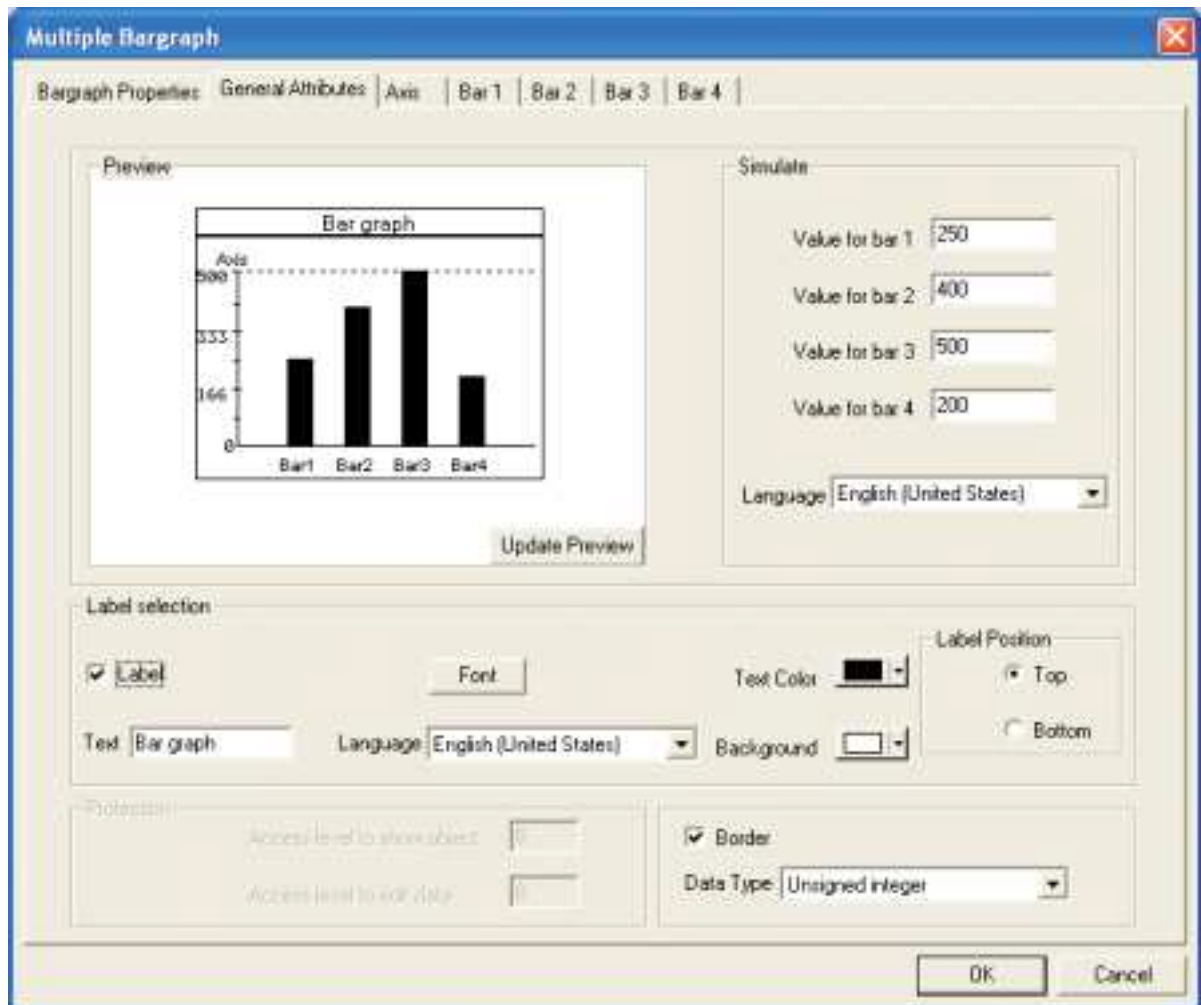 Multiple Bargraph
Bargraph Properties General Attributes Axis Bar 1 Bar 2 Bar 3 Bar 4
Preview
Bar graph
Axis
500
333
166
0
Bar1 Bar2 Bar3 Bar4
Update Preview
Simulate
Value for bar 1 250
Value for bar 2 400
Value for bar 3 500
Value for bar 4 200
Language English (United States)
Label selection
Label Font Text Color
Text Bar graph Language English (United States) Background
Label Position
Top
Bottom
Protection
Access level to show object 0
Access level to edit data 0
Border
Data Type Unsigned integer
OK Cancel